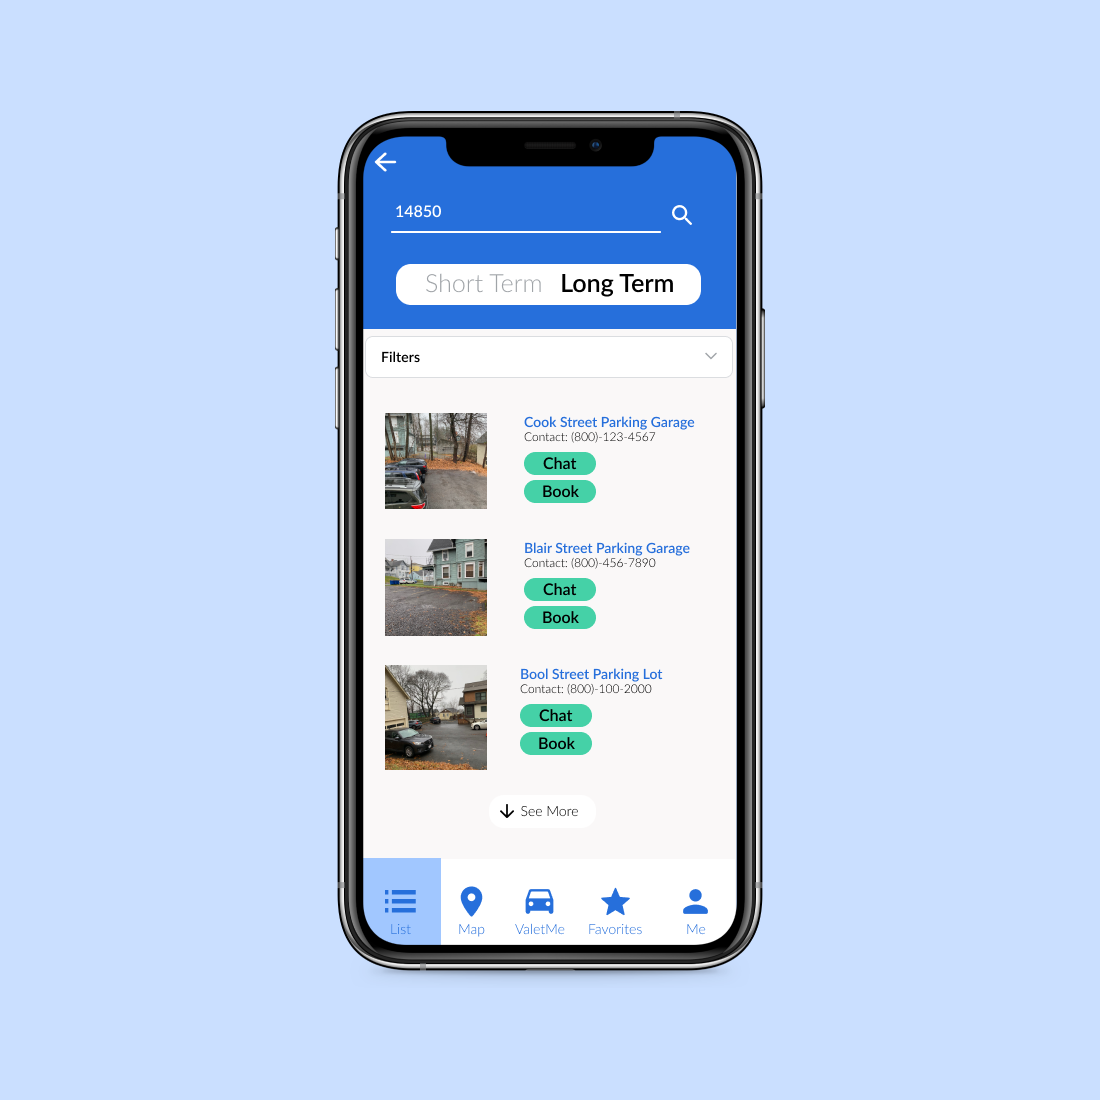 14850
Short Term Long Term
Filters
Cook Street Parking Garage
Contact: (800)-123-4567
Chat
Book
Blair Street Parking Garage
Contact: (800)-456-7890
Chat
Book
Bool Street Parking Lot
Contact: (800)-100-2000
Chat
Book
See More
List Map ValetMe Favorites Me